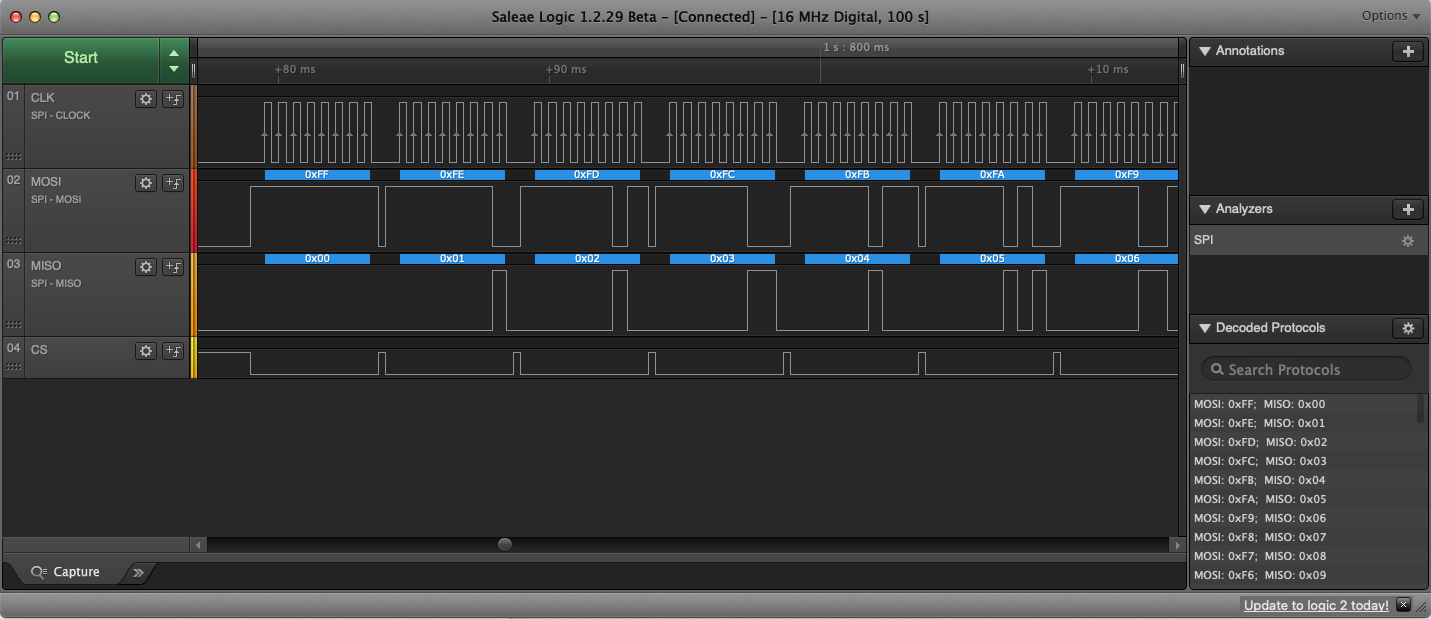 Saleae Logic 1.2.29 Beta – [Connected] – [16 MHz Digital, 100 s]
Options
Start
1 s : 800 ms
+80 ms +90 ms +10 ms
Annotations
01 CLK
SPI - CLOCK
02 MOSI
SPI - MOSI
0xFF 0xFE 0xFD 0xFC 0xFB 0xFA 0xF9
03 MISO
SPI - MISO
0x00 0x01 0x02 0x03 0x04 0x05 0x06
04 CS
Analyzers
SPI
Decoded Protocols
Search Protocols
MOSI: 0xFF; MISO: 0x00
MOSI: 0xFE; MISO: 0x01
MOSI: 0xFD; MISO: 0x02
MOSI: 0xFC; MISO: 0x03
MOSI: 0xFB; MISO: 0x04
MOSI: 0xFA; MISO: 0x05
MOSI: 0xF9; MISO: 0x06
MOSI: 0xF8; MISO: 0x07
MOSI: 0xF7; MISO: 0x08
MOSI: 0xF6; MISO: 0x09
Capture
Update to logic 2 today!